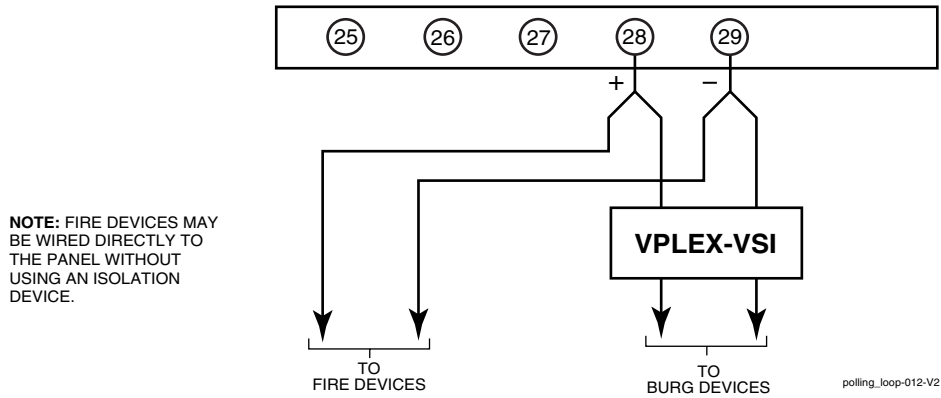 25 26 27 28 29
+ −
NOTE: FIRE DEVICES MAY
BE WIRED DIRECTLY TO
THE PANEL WITHOUT
USING AN ISOLATION
DEVICE.
VPLEX-VSI
TO
FIRE DEVICES
TO
BURG DEVICES
polling_loop-012-V2